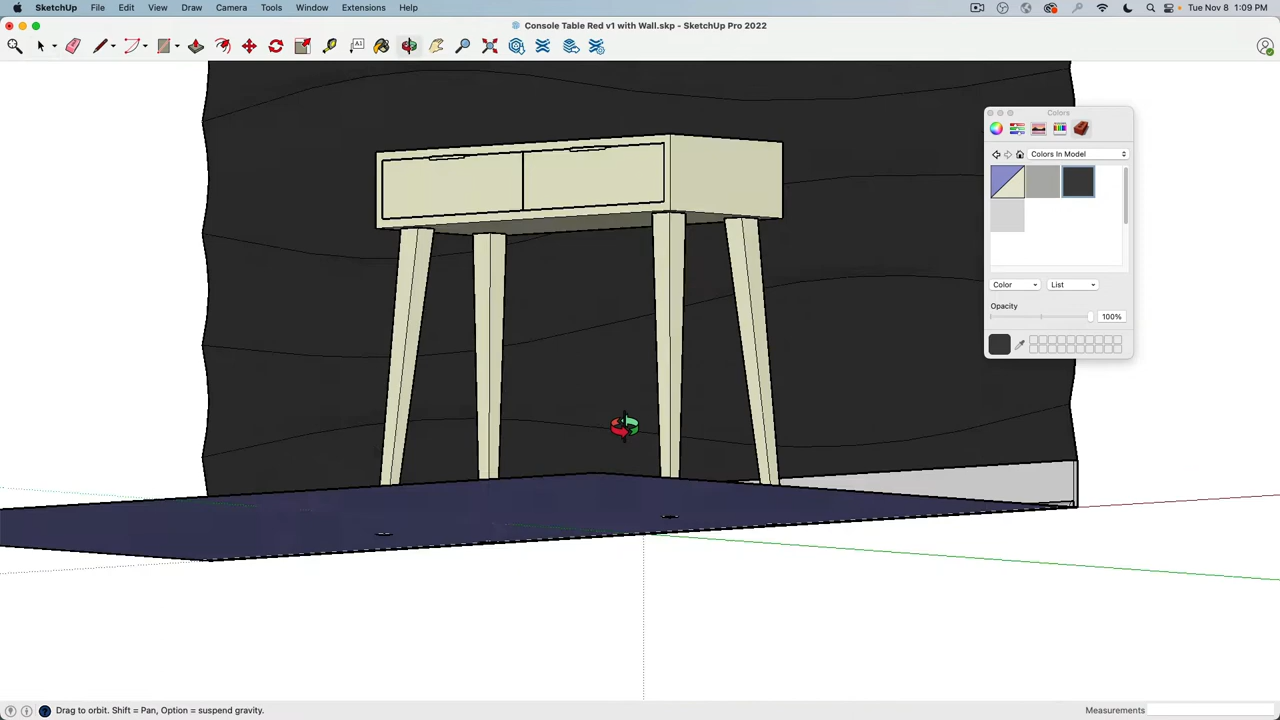 SketchUp File Edit View Draw Camera Tools Window Extensions Help
Tue Nov 8 1:09 PM
Console Table Red v1 with Wall.skp - SketchUp Pro 2022
A1
Colors
Colors In Model
Color List
Opacity
100%
Drag to orbit. Shift = Pan, Option = suspend gravity.
Measurements